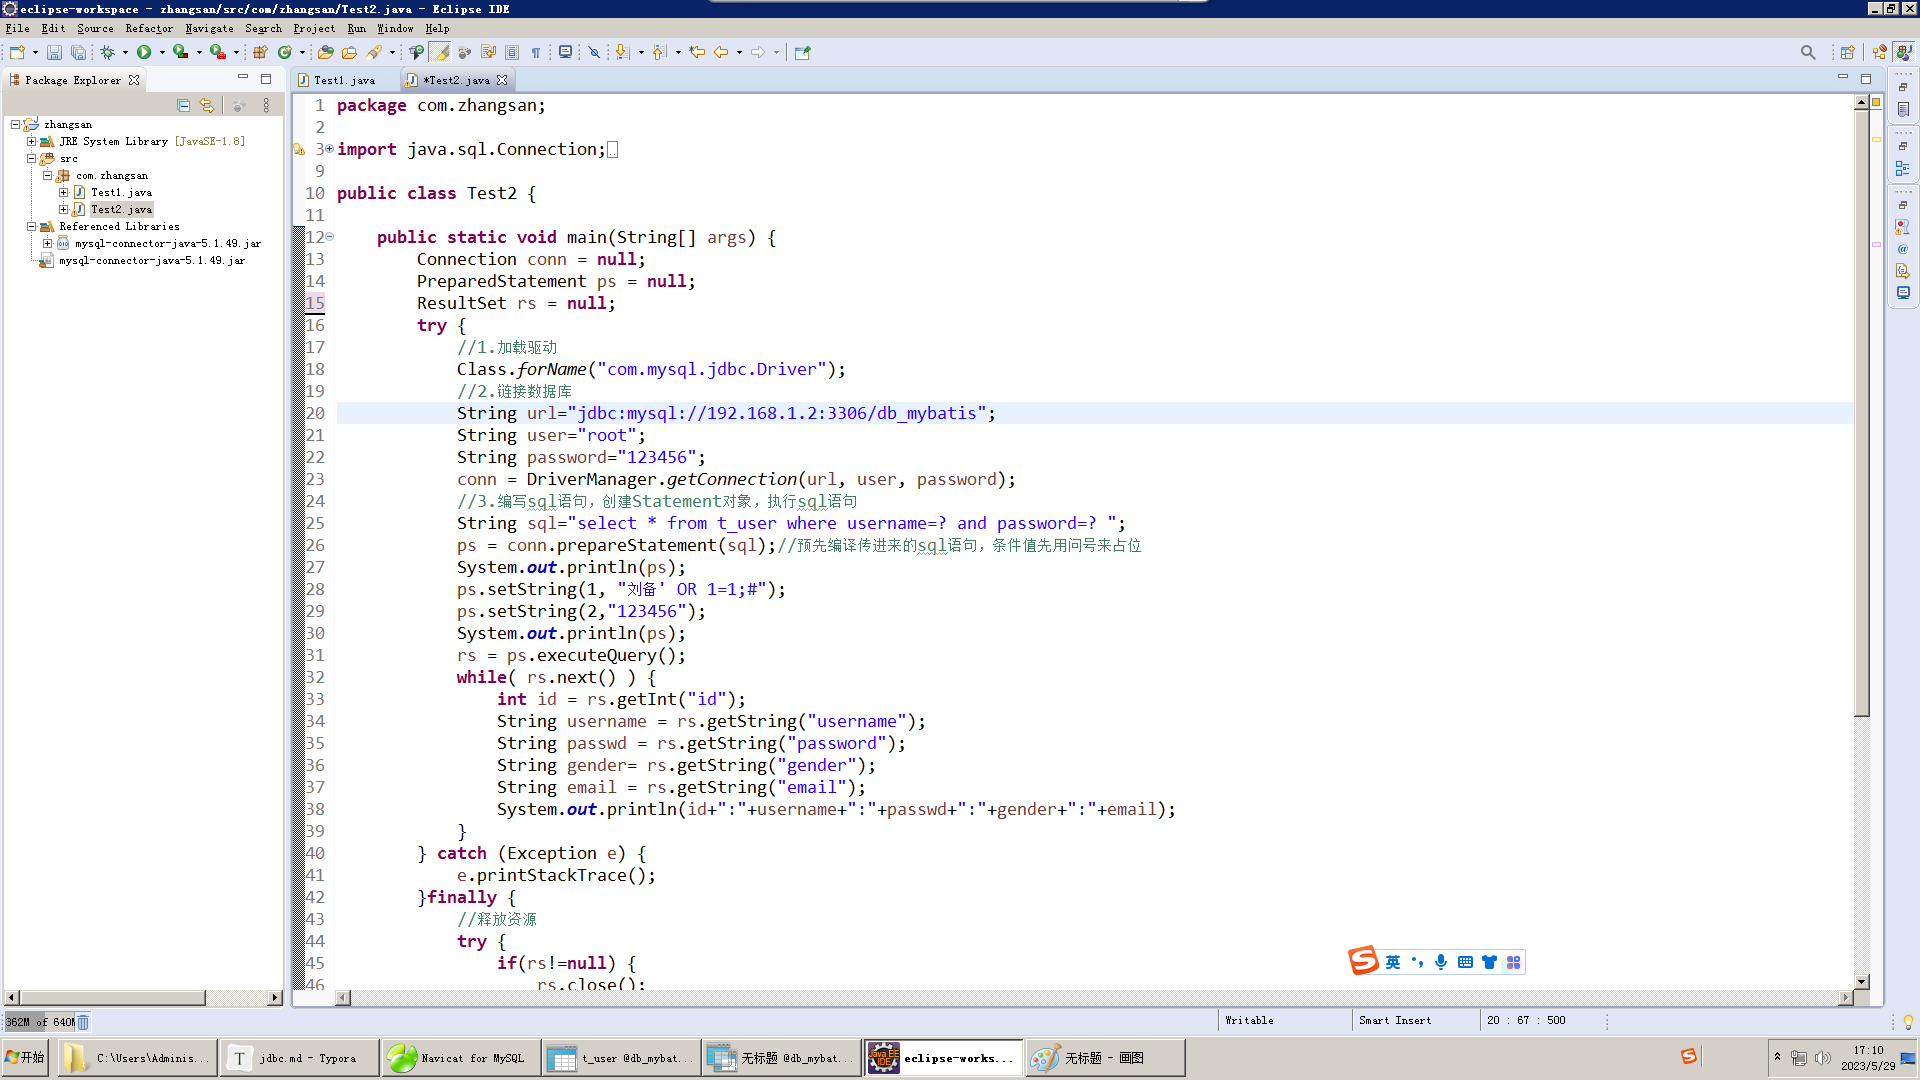 eclipse-workspace - zhangsan/src/com/zhangsan/Test2.java - Eclipse IDE
File Edit Source Refactor Navigate Search Project Run Window Help
Package Explorer
zhangsan
JRE System Library [JavaSE-1.8]
src
com.zhangsan
Test1.java
Test2.java
Referenced Libraries
mysql-connector-java-5.1.49.jar
mysql-connector-java-5.1.49.jar
Test1.java *Test2.java
1 package com.zhangsan;
2
3 import java.sql.Connection;
9
10 public class Test2 {
11
12 public static void main(String[] args) {
13 Connection conn = null;
14 PreparedStatement ps = null;
15 ResultSet rs = null;
16 try {
17 //1.加载驱动
18 Class.forName("com.mysql.jdbc.Driver");
19 //2.链接数据库
20 String url="jdbc:mysql://192.168.1.2:3306/db_mybatis";
21 String user="root";
22 String password="123456";
23 conn = DriverManager.getConnection(url, user, password);
24 //3.编写sql语句，创建Statement对象，执行sql语句
25 String sql="select * from t_user where username=? and password=? ";
26 ps = conn.prepareStatement(sql);//预先编译传进来的sql语句，条件值先用问号来占位
27 System.out.println(ps);
28 ps.setString(1, "刘备' OR 1=1;#");
29 ps.setString(2,"123456");
30 System.out.println(ps);
31 rs = ps.executeQuery();
32 while( rs.next() ) {
33 int id = rs.getInt("id");
34 String username = rs.getString("username");
35 String passwd = rs.getString("password");
36 String gender= rs.getString("gender");
37 String email = rs.getString("email");
38 System.out.println(id+":"+username+":"+passwd+":"+gender+":"+email);
39 }
40 } catch (Exception e) {
41 e.printStackTrace();
42 }finally {
43 //释放资源
44 try {
45 if(rs!=null) {
46 rs.close();
英
362M of 640M
Writable
Smart Insert
20 : 67 : 500
开始
C:\Users\Adminis...
jdbc.md - Typora
Navicat for MySQL
t_user @db_mybat...
无标题 @db_mybat...
eclipse-works...
无标题 - 画图
17:10
2023/5/29